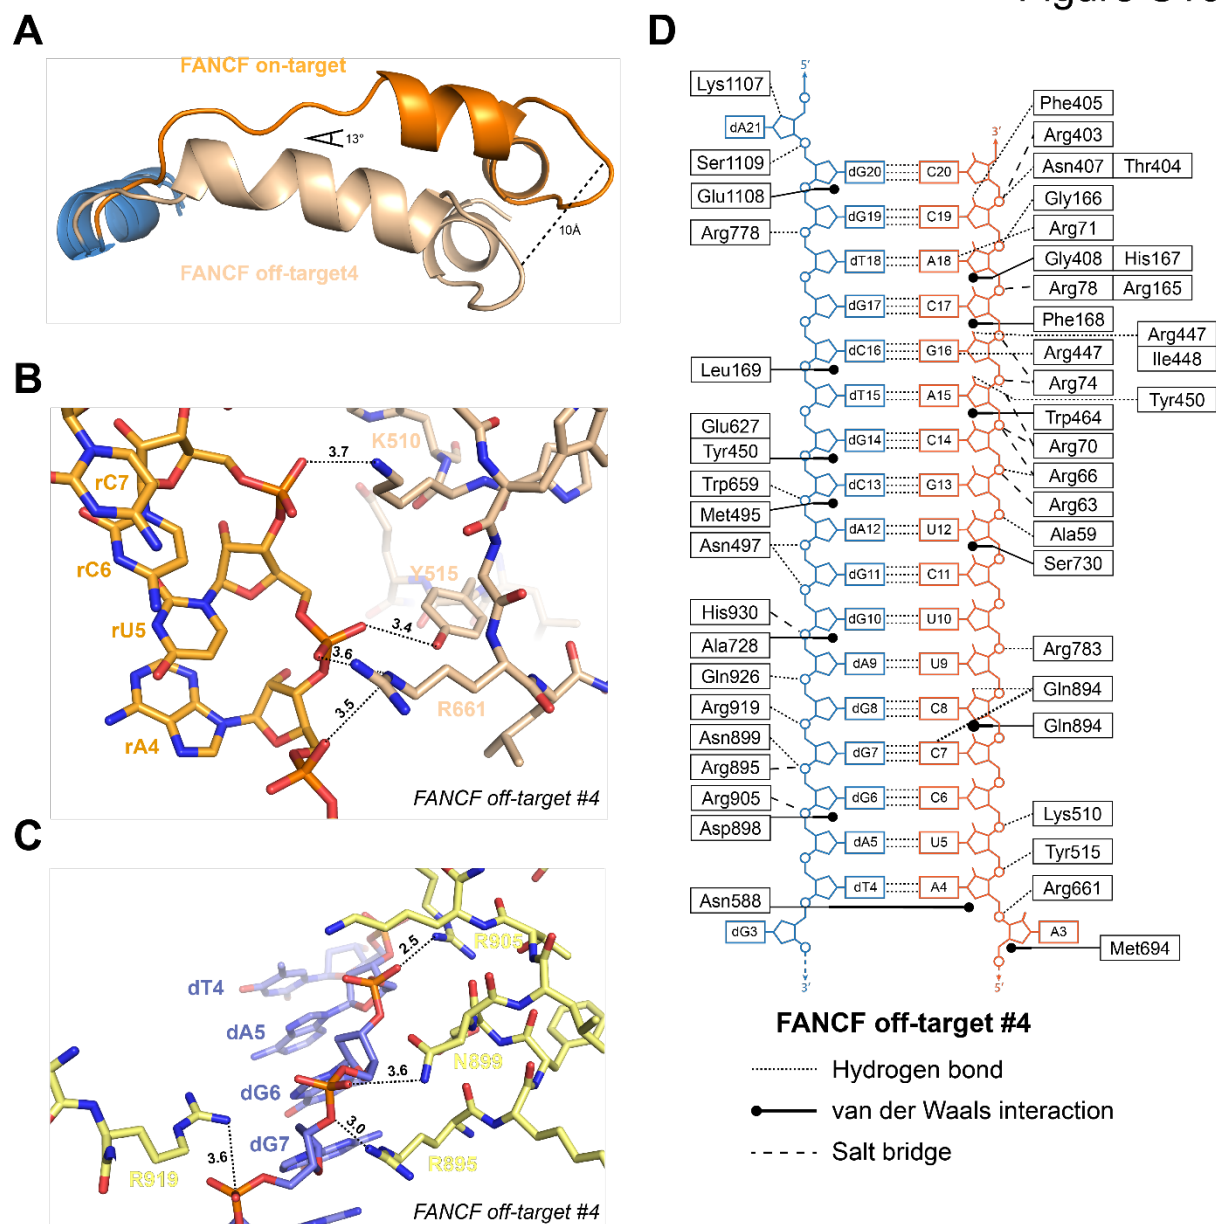 A
FANCF on-target
13°
10Å
FANCF off-target4
B
K510
3.7
rC7
rC6
Y515
rU5
3.4
3.6
R661
3.5
rA4
FANCF off-target #4
C
R905
2.5
dT4
dA5
N899
3.6
dG6
dG7
3.0
R919
3.6
R895
FANCF off-target #4
D
5'
Lys1107
Phe405
dA21
Arg403
3'
Ser1109
dG20
C20
Asn407
Thr404
Glu1108
Gly166
dG19
C19
Arg778
Arg71
dT18
A18
Gly408
His167
Arg78
Arg165
dG17
C17
Phe168
Arg447
dC16
G16
Arg447
Ile448
Leu169
Arg74
dT15
A15
Tyr450
Trp464
Glu627
dG14
C14
Tyr450
Arg70
Arg66
Trp659
dC13
G13
Arg63
Met495
dA12
U12
Ala59
Asn497
Ser730
dG11
C11
His930
dG10
U10
Ala728
Arg783
dA9
U9
Gln926
Gln894
Arg919
dG8
C8
Gln894
Asn899
dG7
C7
Arg895
Arg905
dG6
C6
Lys510
Asp898
dA5
U5
Tyr515
dT4
A4
Arg661
Asn588
dG3
A3
Met694
3'
5'
FANCF off-target #4
Hydrogen bond
van der Waals interaction
Salt bridge